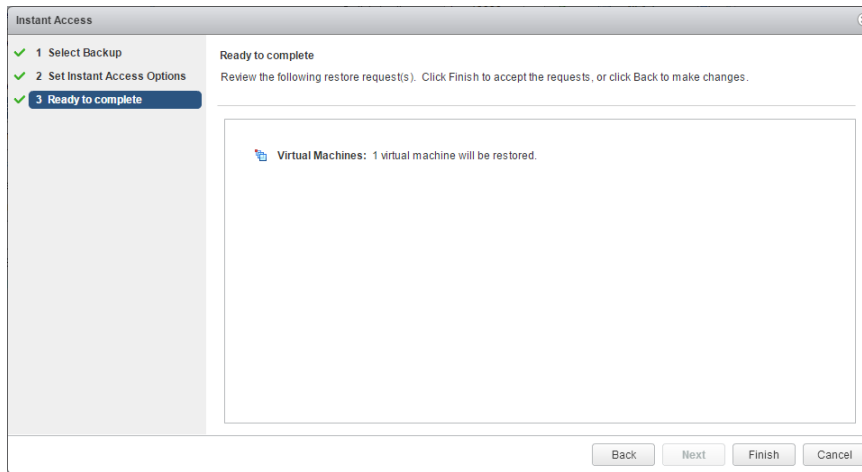 Instant Access
1 Select Backup
2 Set Instant Access Options
3 Ready to complete
Ready to complete
Review the following restore request(s). Click Finish to accept the requests, or click Back to make changes.
Virtual Machines: 1 virtual machine will be restored.
Back
Next
Finish
Cancel